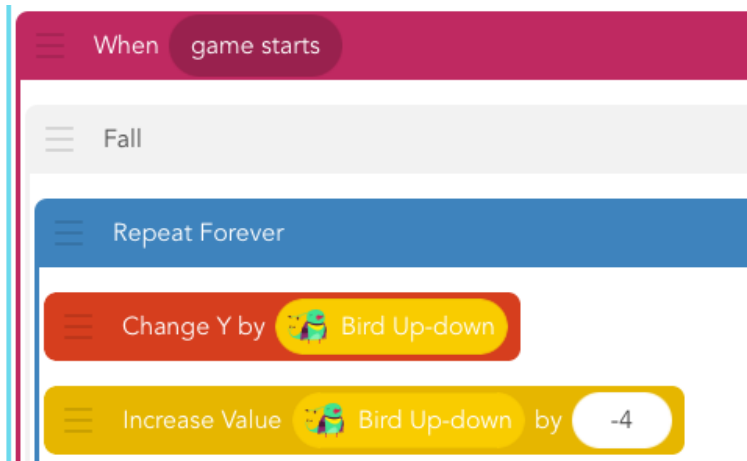 When game starts
Fall
Repeat Forever
Change Y by Bird Up-down
Increase Value Bird Up-down by -4